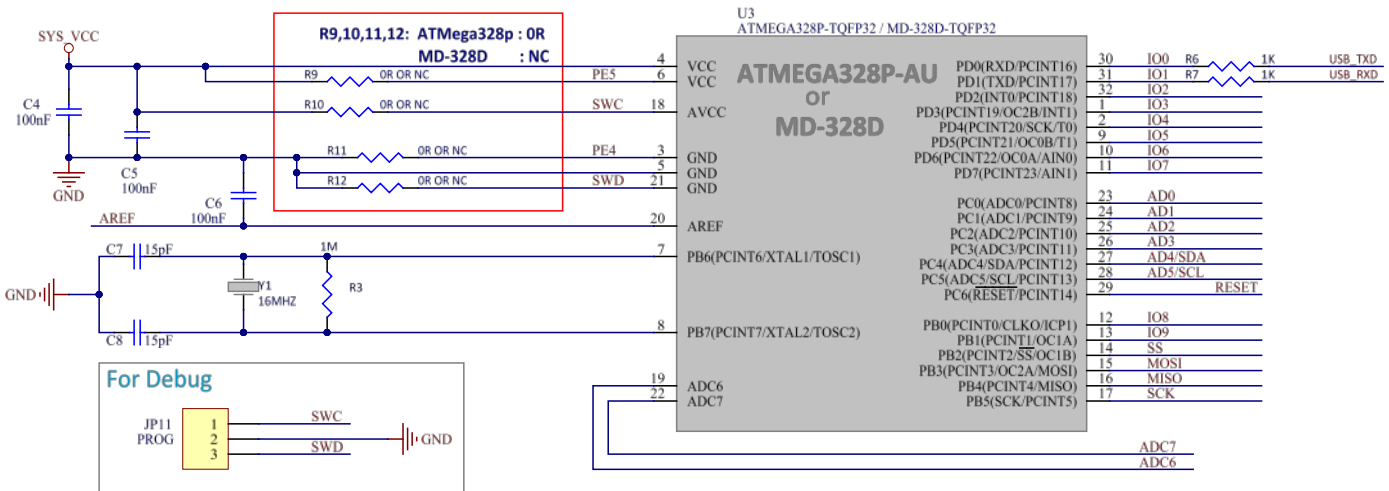 U3
ATMEGA328P-TQFP32 / MD-328D-TQFP32
SYS_VCC
R9,10,11,12: ATMega328p : 0R
MD-328D : NC
R9 0R OR NC PE5
R10 0R OR NC SWC
R11 0R OR NC PE4
R12 0R OR NC SWD
C4
100nF
C5
100nF
GND
C6
100nF
AREF
C7 15pF
1M
Y1
16MHZ
R3
GND
C8 15pF
4 VCC
6 VCC
18 AVCC
3 GND
5 GND
21 GND
20 AREF
7 PB6(PCINT6/XTAL1/TOSC1)
8 PB7(PCINT7/XTAL2/TOSC2)
19 ADC6
22 ADC7
ATMEGA328P-AU
or
MD-328D
PD0(RXD/PCINT16) 30 IO0 R6 1K USB_TXD
PD1(TXD/PCINT17) 31 IO1 R7 1K USB_RXD
PD2(INT0/PCINT18) 32 IO2
PD3(PCINT19/OC2B/INT1) 1 IO3
PD4(PCINT20/SCK/T0) 2 IO4
PD5(PCINT21/OC0B/T1) 9 IO5
PD6(PCINT22/OC0A/AIN0) 10 IO6
PD7(PCINT23/AIN1) 11 IO7
PC0(ADC0/PCINT8) 23 AD0
PC1(ADC1/PCINT9) 24 AD1
PC2(ADC2/PCINT10) 25 AD2
PC3(ADC3/PCINT11) 26 AD3
PC4(ADC4/SDA/PCINT12) 27 AD4/SDA
PC5(ADC5/SCL/PCINT13) 28 AD5/SCL
PC6(RESET/PCINT14) 29 RESET
PB0(PCINT0/CLKO/ICP1) 12 IO8
PB1(PCINT1/OC1A) 13 IO9
PB2(PCINT2/SS/OC1B) 14 SS
PB3(PCINT3/OC2A/MOSI) 15 MOSI
PB4(PCINT4/MISO) 16 MISO
PB5(SCK/PCINT5) 17 SCK
ADC7
ADC6
For Debug
JP11
PROG
1 SWC
2 GND
3 SWD